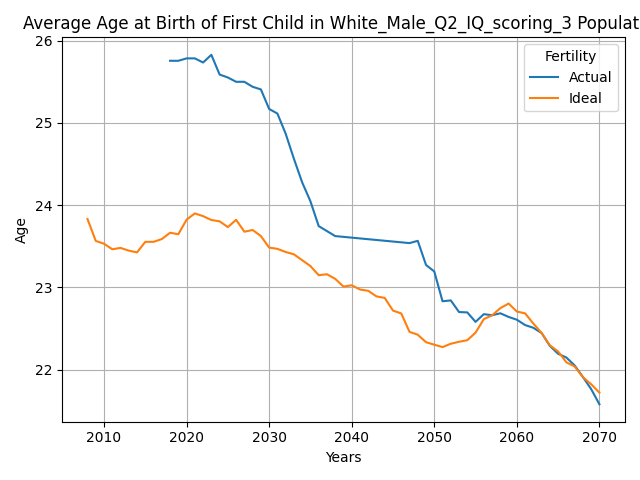 Average Age at Birth of First Child in White_Male_Q2_IQ_scoring_3 Populat
26
25
24
23
22
Age
2010
2020
2030
2040
2050
2060
2070
Years
Fertility
Actual
Ideal